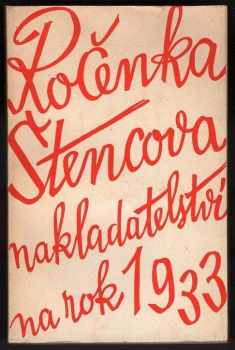 Ročenka
Štencova
nakladatelství
na rok 1933